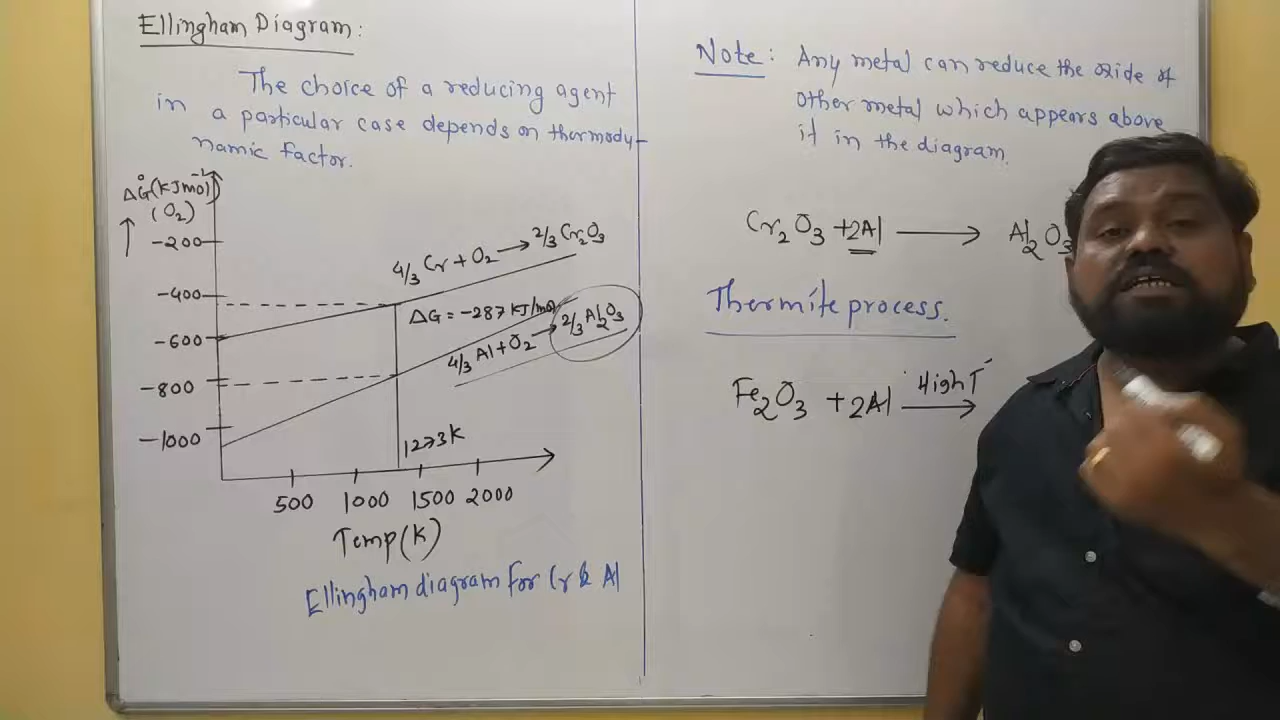 Ellingham Diagram:
The choice of a reducing agent
in a particular case depends on thermody-
namic factor.
ΔG°(KJmol⁻¹)
(O₂)
-200
-400
-600
-800
-1000
4/3 Cr + O₂ → 2/3 Cr₂O₃
ΔG = -287 KJ/mol
4/3 Al + O₂ → 2/3 Al₂O₃
1273K
500 1000 1500 2000
Temp(K)
Ellingham diagram for Cr & Al
Note: Any metal can reduce the oxide of
other metal which appears above
it in the diagram.
Cr₂O₃ + 2Al → Al₂O₃
Thermite process.
Fe₂O₃ + 2Al High T →